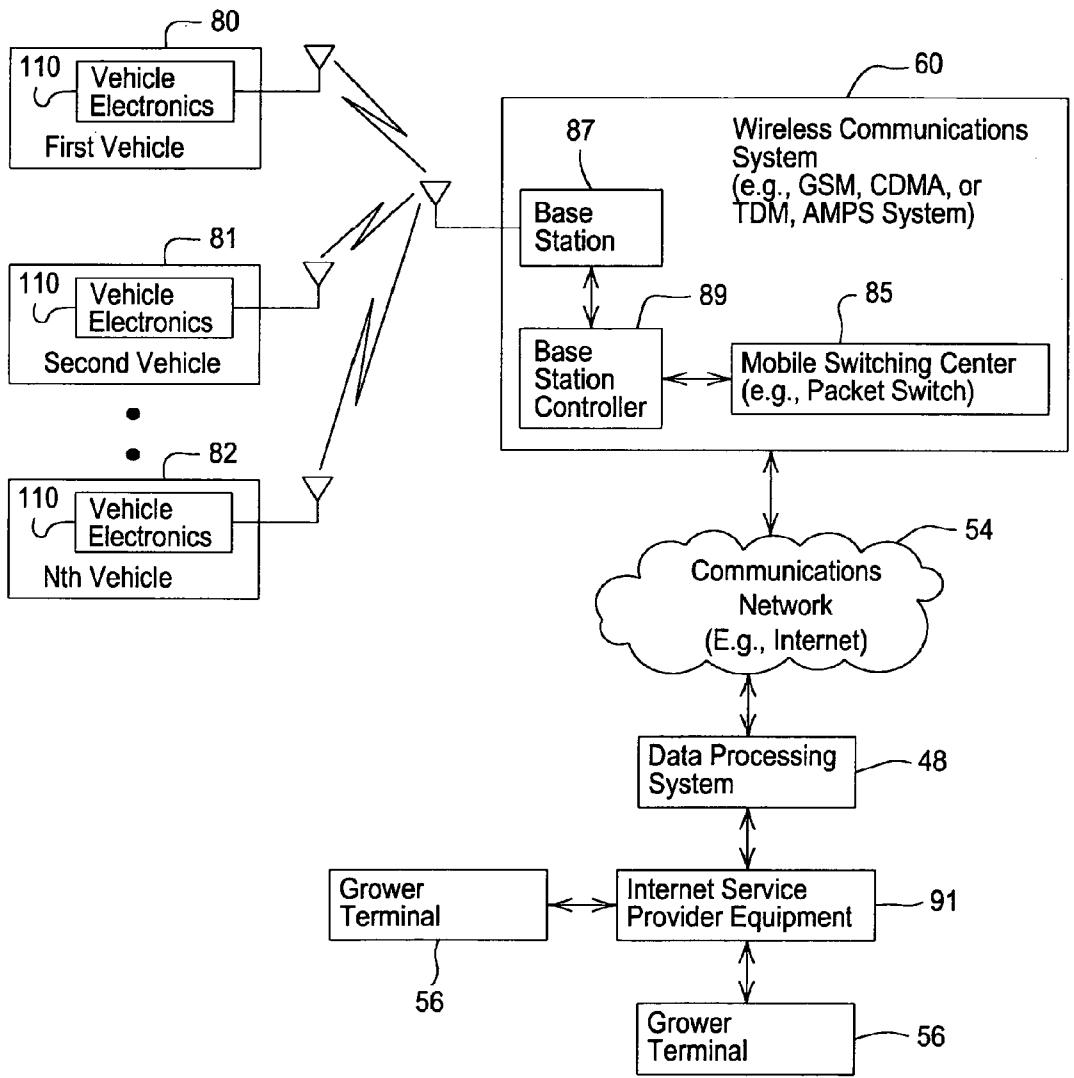 80
110
Vehicle
Electronics
First Vehicle
81
110
Vehicle
Electronics
Second Vehicle
82
110
Vehicle
Electronics
Nth Vehicle
60
Wireless Communications
System
(e.g., GSM, CDMA, or
TDM, AMPS System)
87
Base
Station
89
Base
Station
Controller
85
Mobile Switching Center
(e.g., Packet Switch)
54
Communications
Network
(E.g., Internet)
Data Processing
System
48
Internet Service
Provider Equipment
91
Grower
Terminal
56
Grower
Terminal
56